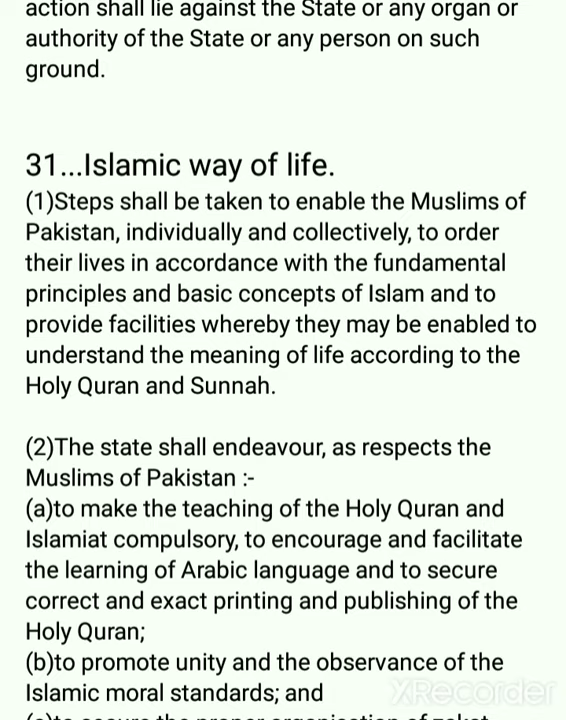 action shall lie against the State or any organ or
authority of the State or any person on such
ground.
31...Islamic way of life.
(1)Steps shall be taken to enable the Muslims of
Pakistan, individually and collectively, to order
their lives in accordance with the fundamental
principles and basic concepts of Islam and to
provide facilities whereby they may be enabled to
understand the meaning of life according to the
Holy Quran and Sunnah.
(2)The state shall endeavour, as respects the
Muslims of Pakistan :-
(a)to make the teaching of the Holy Quran and
Islamiat compulsory, to encourage and facilitate
the learning of Arabic language and to secure
correct and exact printing and publishing of the
Holy Quran;
(b)to promote unity and the observance of the
Islamic moral standards; and
XRecorder